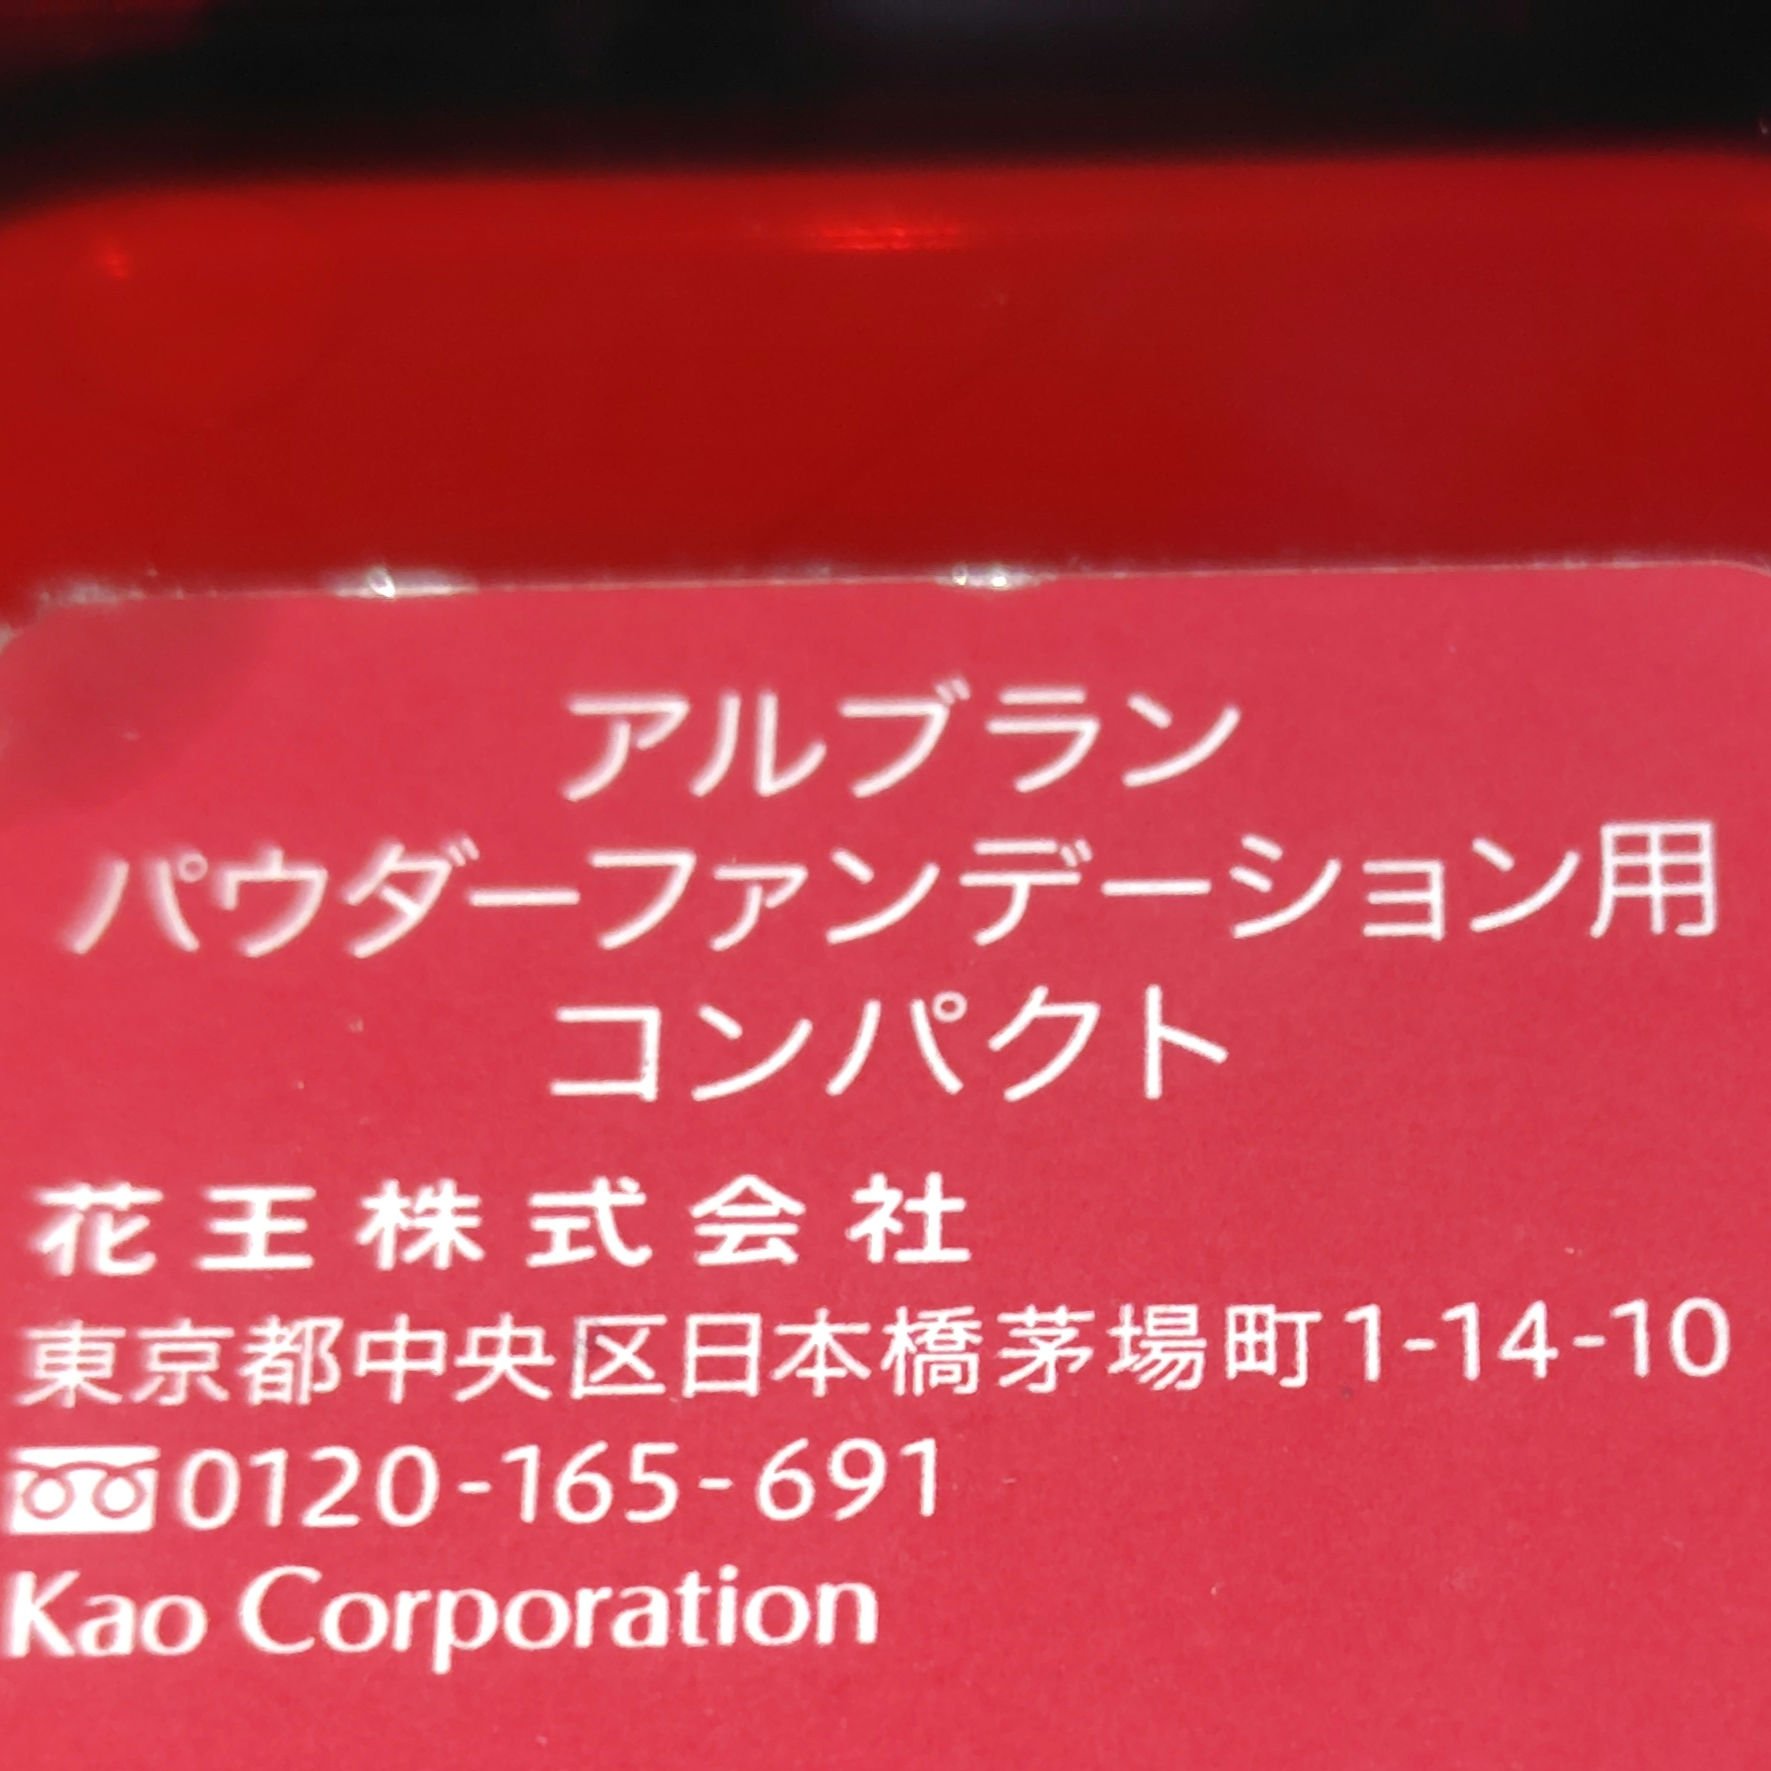 アルブラン
パウダーファンデーション用
コンパクト
花王株式会社
東京都中央区日本橋茅場町1-14-10
0120-165-691
Kao Corporation